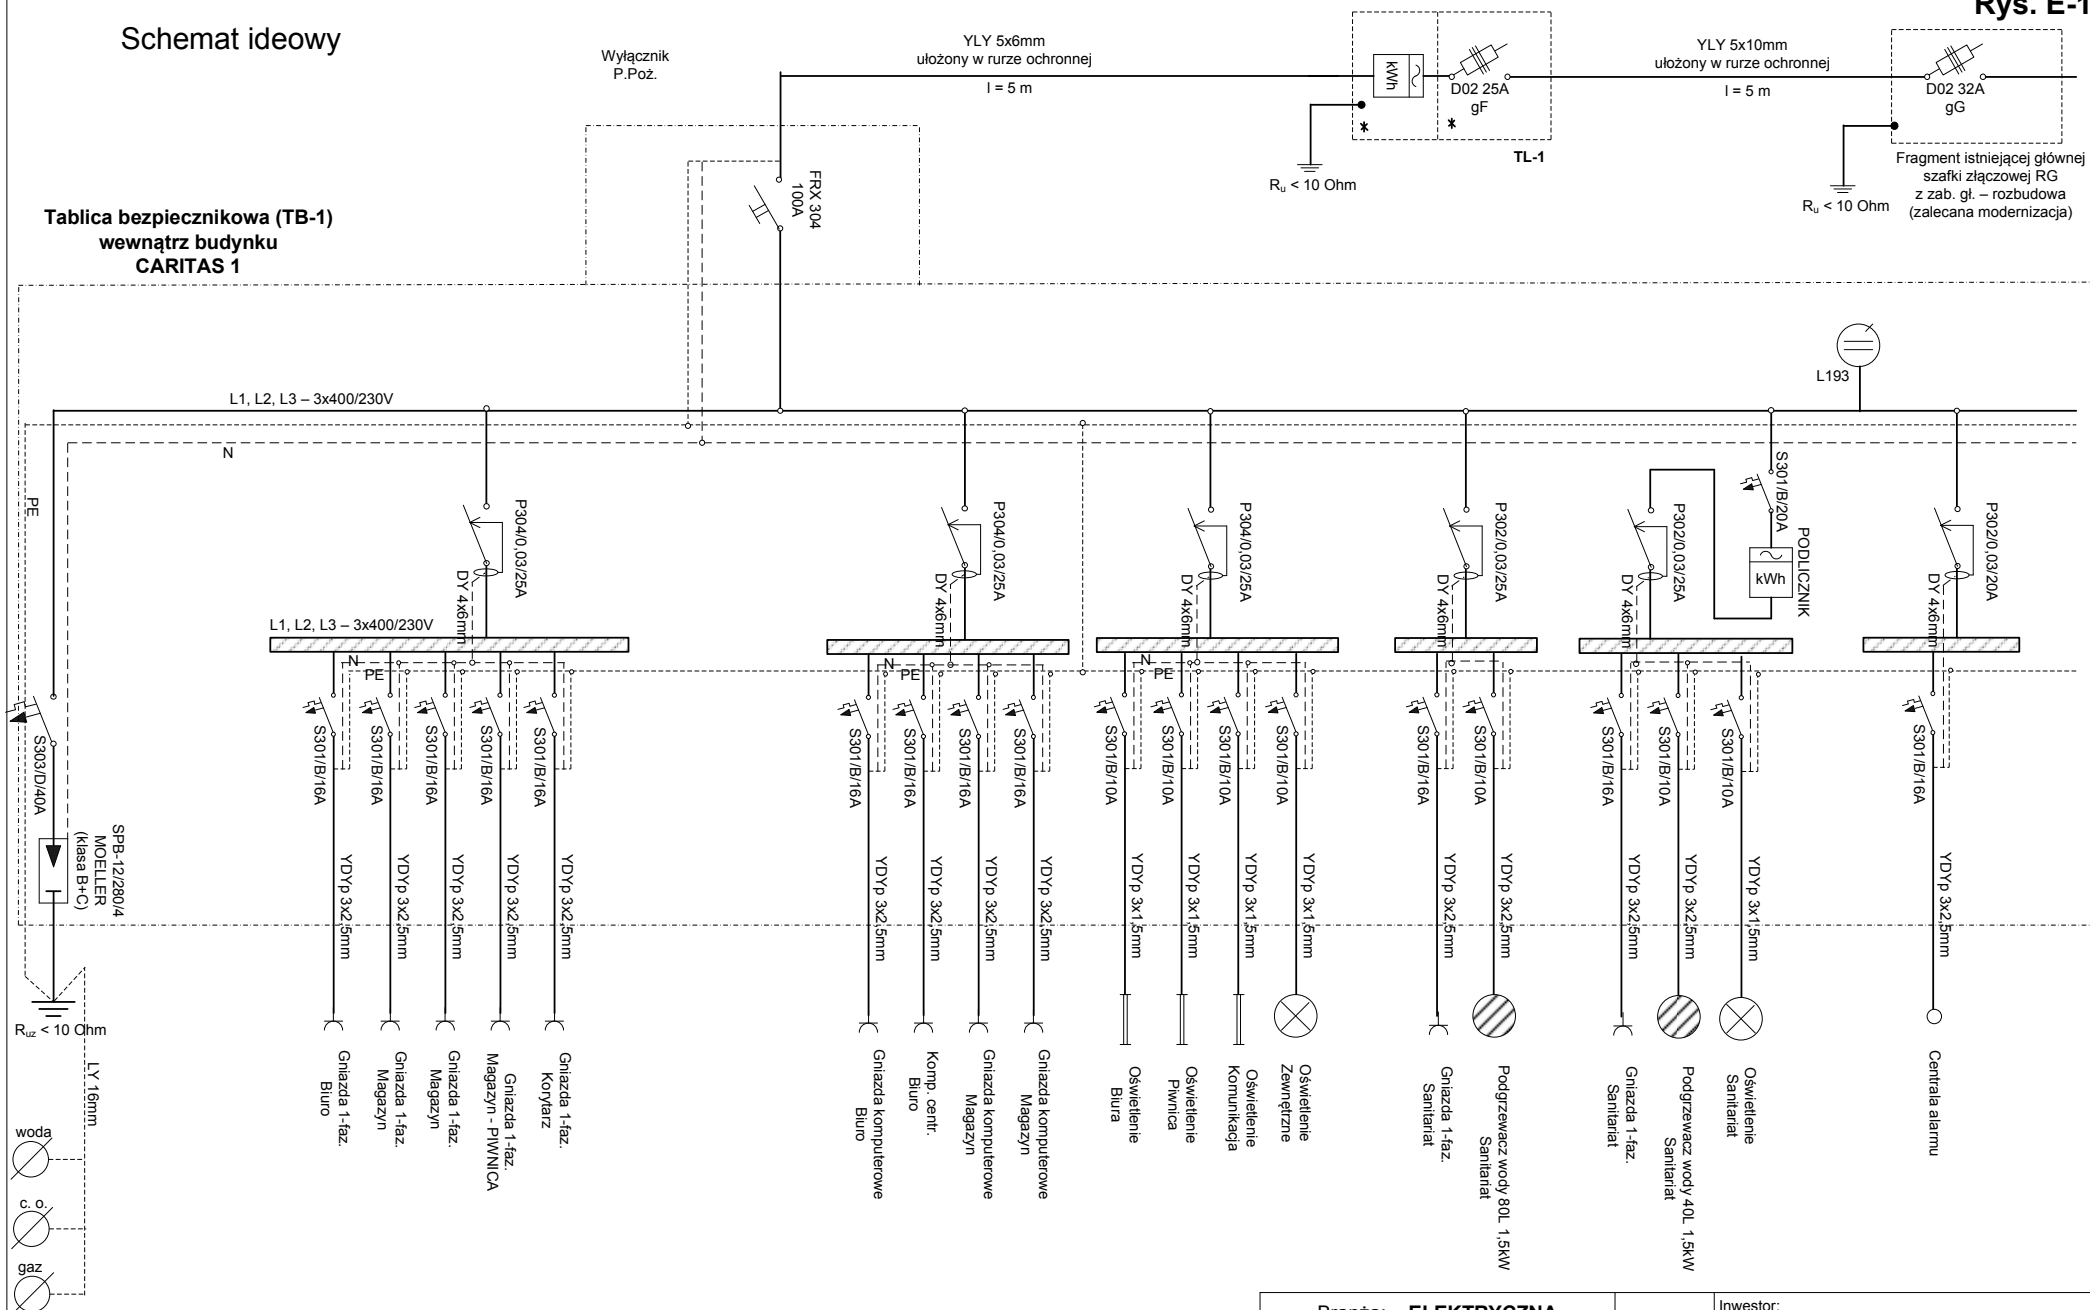 Rys. E-1
Schemat ideowy
Wyłącznik
P.Poż.
YLY 5x6mm
ułożony w rurze ochronnej
l = 5 m
kWh
D02 25A
gF
TL-1
YLY 5x10mm
ułożony w rurze ochronnej
l = 5 m
D02 32A
gG
Ru < 10 Ohm
Ru < 10 Ohm
Fragment istniejącej głównej
szafki złączowej RG
z zab. gł. – rozbudowa
(zalecana modernizacja)
FRX 304
100A
Tablica bezpiecznikowa (TB-1)
wewnątrz budynku
CARITAS 1
L193
L1, L2, L3 – 3x400/230V
N
PE
P304/0,03/25A
DY 4x6mm
P304/0,03/25A
DY 4x6mm
P304/0,03/25A
DY 4x6mm
P302/0,03/25A
DY 4x6mm
P302/0,03/25A
DY 4x6mm
S301/B/20A
PODLICZNIK
kWh
P302/0,03/20A
DY 4x6mm
L1, L2, L3 – 3x400/230V
N
PE
N
PE
N
PE
S303/D/40A
S301/B/16A
S301/B/16A
S301/B/16A
S301/B/16A
S301/B/16A
S301/B/16A
S301/B/16A
S301/B/16A
S301/B/16A
S301/B/10A
S301/B/10A
S301/B/10A
S301/B/10A
S301/B/16A
S301/B/10A
S301/B/16A
S301/B/10A
S301/B/10A
S301/B/16A
SPB-12/280/4
MOELLER
(klasa B+C)
YDYp 3x2,5mm
YDYp 3x2,5mm
YDYp 3x2,5mm
YDYp 3x2,5mm
YDYp 3x2,5mm
YDYp 3x2,5mm
YDYp 3x2,5mm
YDYp 3x2,5mm
YDYp 3x2,5mm
YDYp 3x1,5mm
YDYp 3x1,5mm
YDYp 3x1,5mm
YDYp 3x1,5mm
YDYp 3x2,5mm
YDYp 3x2,5mm
YDYp 3x2,5mm
YDYp 3x2,5mm
YDYp 3x1,5mm
YDYp 3x2,5mm
Ruz < 10 Ohm
LY 16mm
Gniazda 1-faz.
Biuro
Gniazda 1-faz.
Magazyn
Gniazda 1-faz.
Magazyn
Gniazda 1-faz.
Magazyn - PIWNICA
Gniazda 1-faz.
Korytarz
Gniazda komputerowe
Biuro
Komp. centr.
Biuro
Gniazda komputerowe
Magazyn
Gniazda komputerowe
Magazyn
Oświetlenie
Biura
Oświetlenie
Piwnica
Oświetlenie
Komunikacja
Oświetlenie
Zewnętrzne
Gniazda 1-faz.
Sanitariat
Podgrzewacz wody 80L 1,5kW
Sanitariat
Gniazda 1-faz.
Sanitariat
Podgrzewacz wody 40L 1,5kW
Sanitariat
Oświetlenie
Sanitariat
Centrala alarmu
woda
c. o.
gaz
Branża: ELEKTRYCZNA
Inwestor: